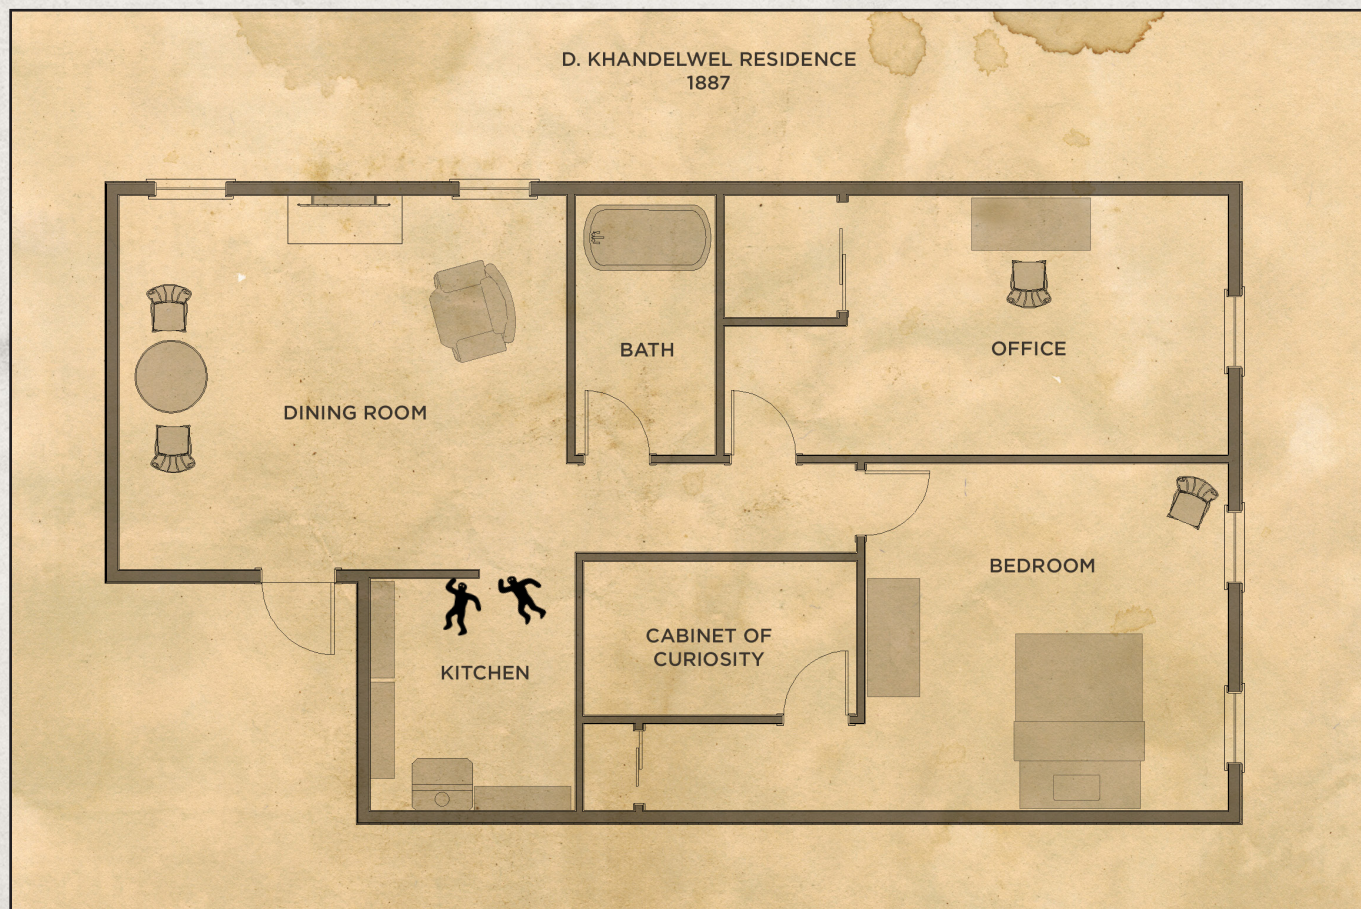 D. KHANDELWEL RESIDENCE
1887
BATH
OFFICE
DINING ROOM
BEDROOM
CABINET OF
CURIOSITY
KITCHEN